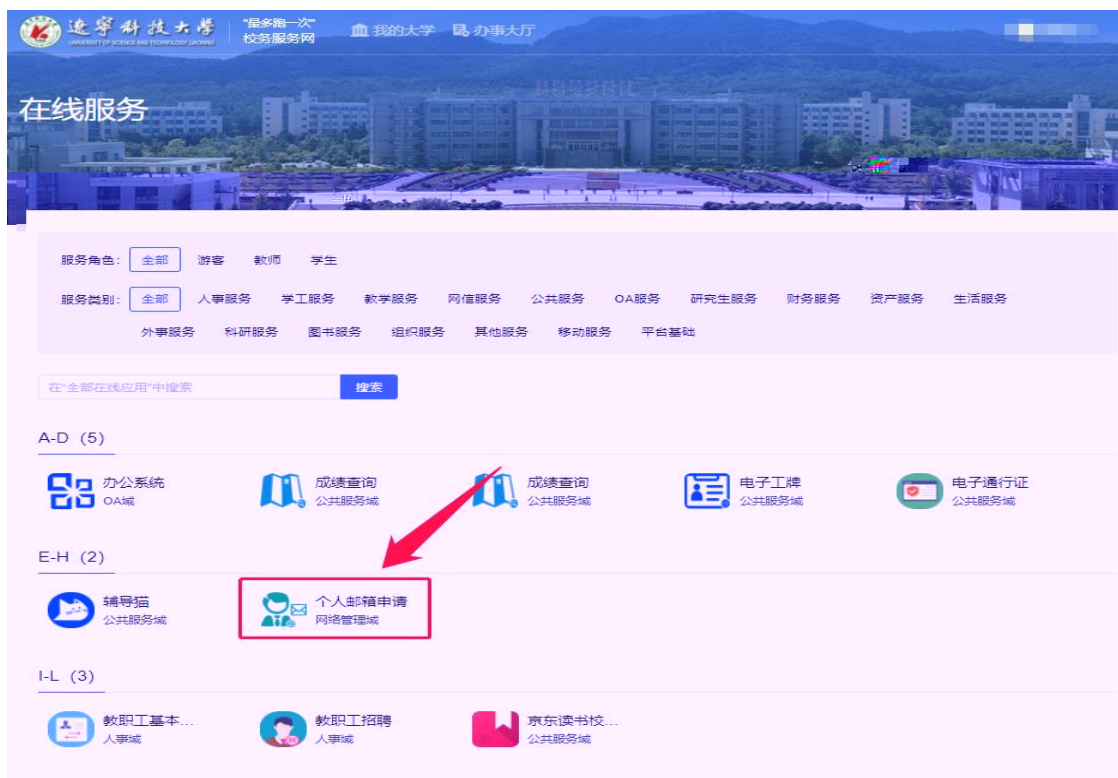 辽宁科技大学
UNIVERSITY OF SCIENCE AND TECHNOLOGY LIAONING
"最多跑一次"
校务服务网
我的大学 办事大厅
在线服务
服务角色: 全部 游客 教师 学生
服务类别: 全部 人事服务 学工服务 教学服务 网信服务 公共服务 OA服务 研究生服务 财务服务 资产服务 生活服务
外事服务 科研服务 图书服务 组织服务 其他服务 移动服务 平台基础
在"全部在线应用"中搜索 搜索
A-D (5)
办公系统 成绩查询 成绩查询 电子工牌 电子通行证
OA域 公共服务域 公共服务域 公共服务域 公共服务域
E-H (2)
辅导猫 个人邮箱申请
公共服务域 网络管理域
I-L (3)
教职工基本... 教职工招聘 京东读书校...
人事域 人事域 公共服务域